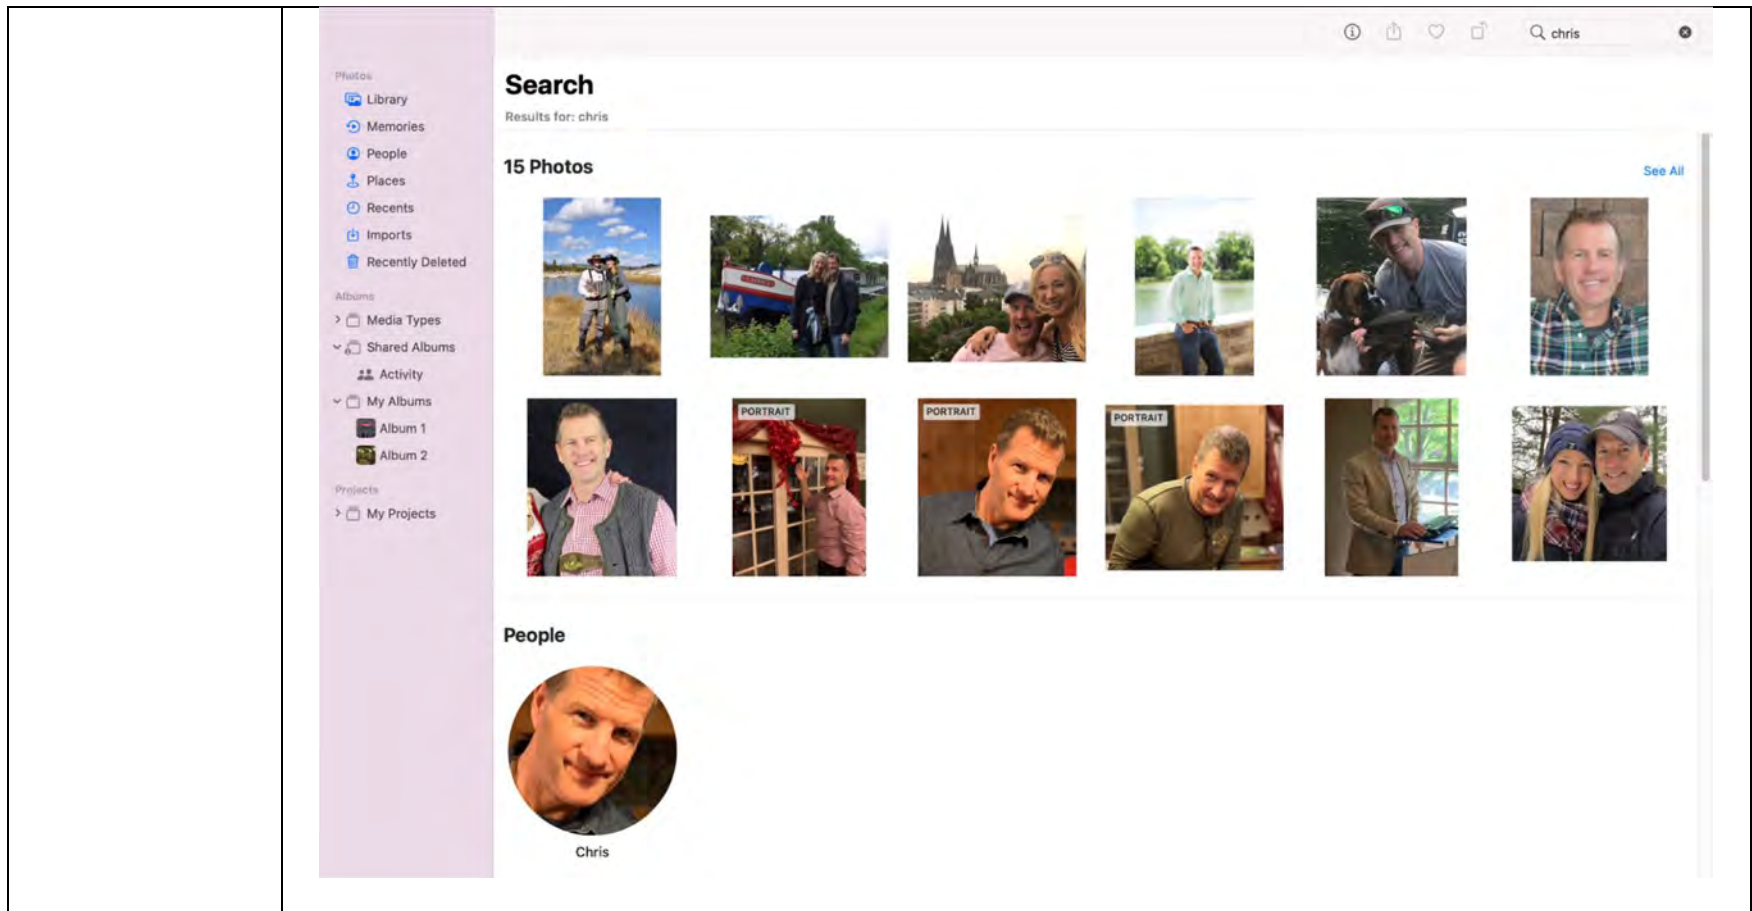 chris
Photos
Library
Memories
People
Places
Recents
Imports
Recently Deleted
Albums
Media Types
Shared Albums
Activity
My Albums
Album 1
Album 2
Projects
My Projects
Search
Results for: chris
15 Photos
See All
PORTRAIT
PORTRAIT
PORTRAIT
People
Chris